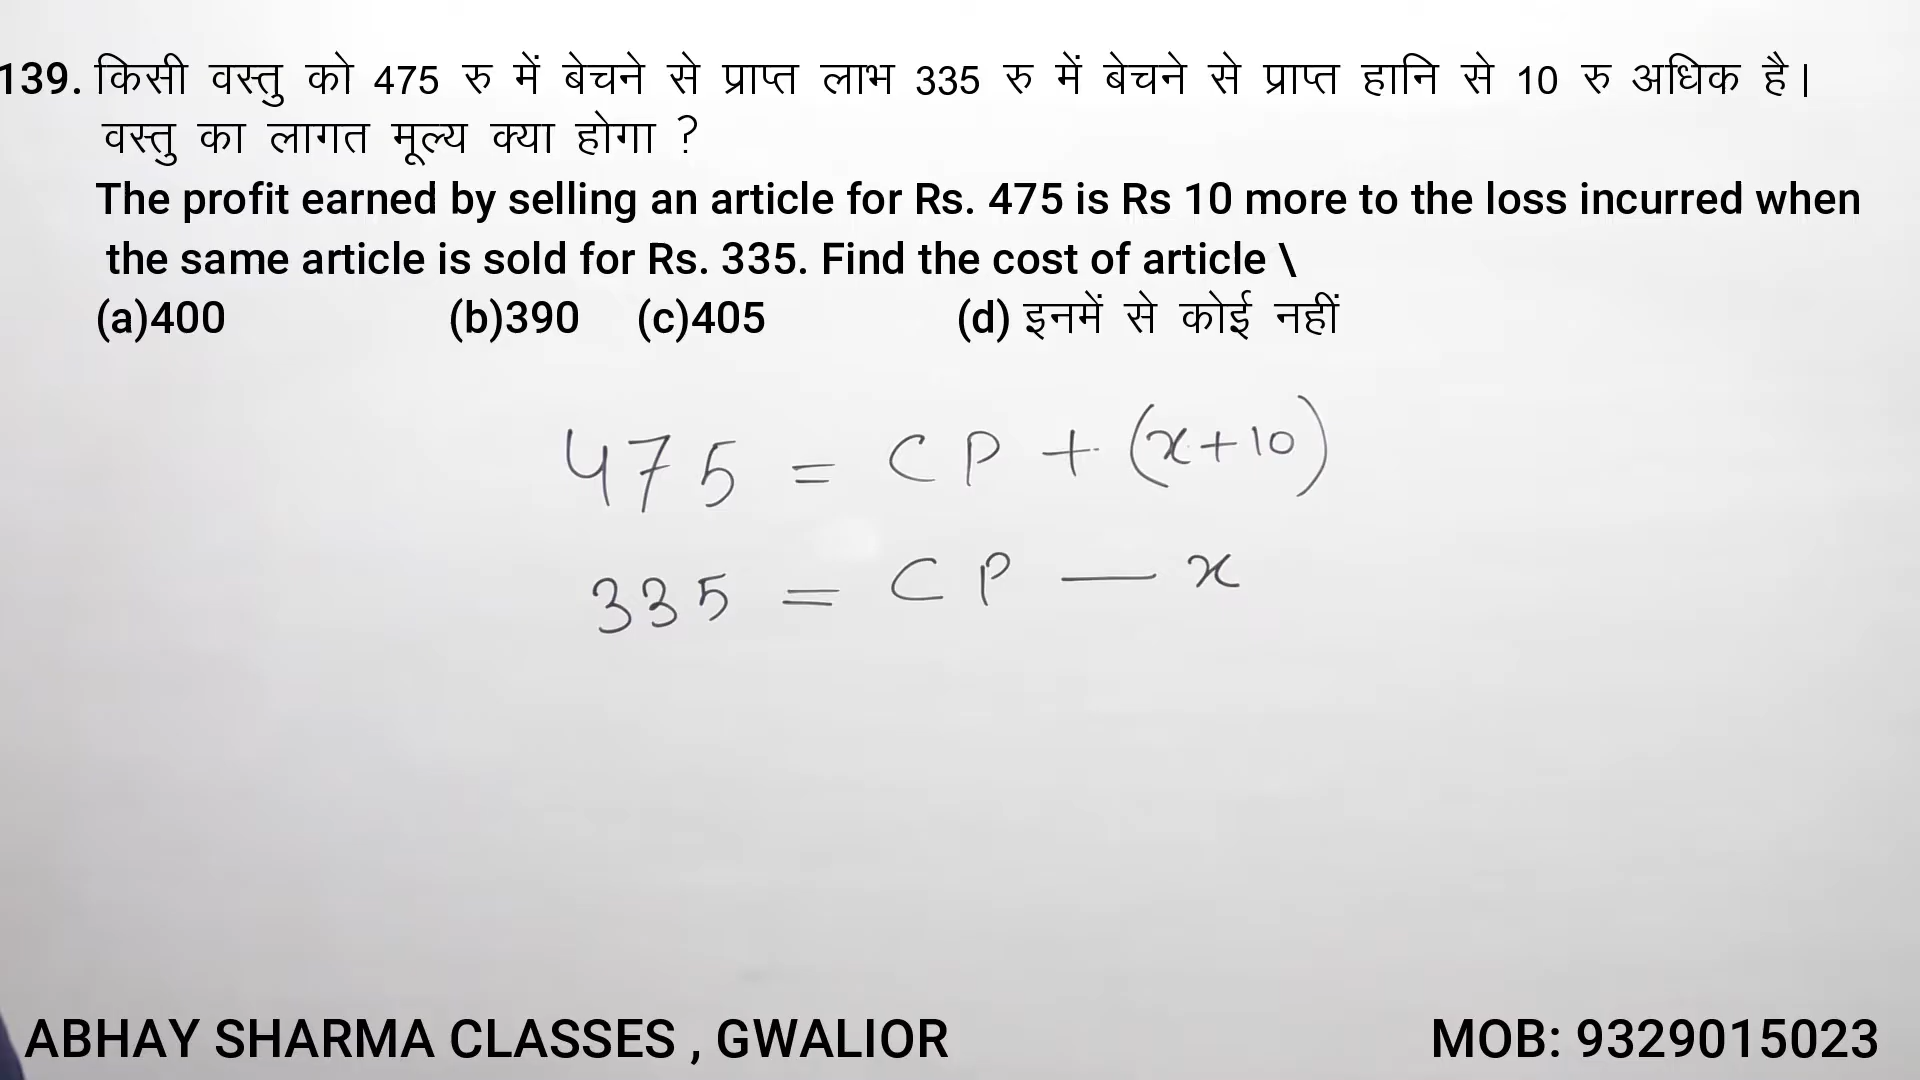 139. किसी वस्तु को 475 रु में बेचने से प्राप्त लाभ 335 रु में बेचने से प्राप्त हानि से 10 रु अधिक है।
वस्तु का लागत मूल्य क्या होगा ?
The profit earned by selling an article for Rs. 475 is Rs 10 more to the loss incurred when
the same article is sold for Rs. 335. Find the cost of article \
(a)400 (b)390 (c)405 (d) इनमें से कोई नहीं
475 = CP + (x+10)
335 = CP — x
ABHAY SHARMA CLASSES , GWALIOR MOB: 9329015023